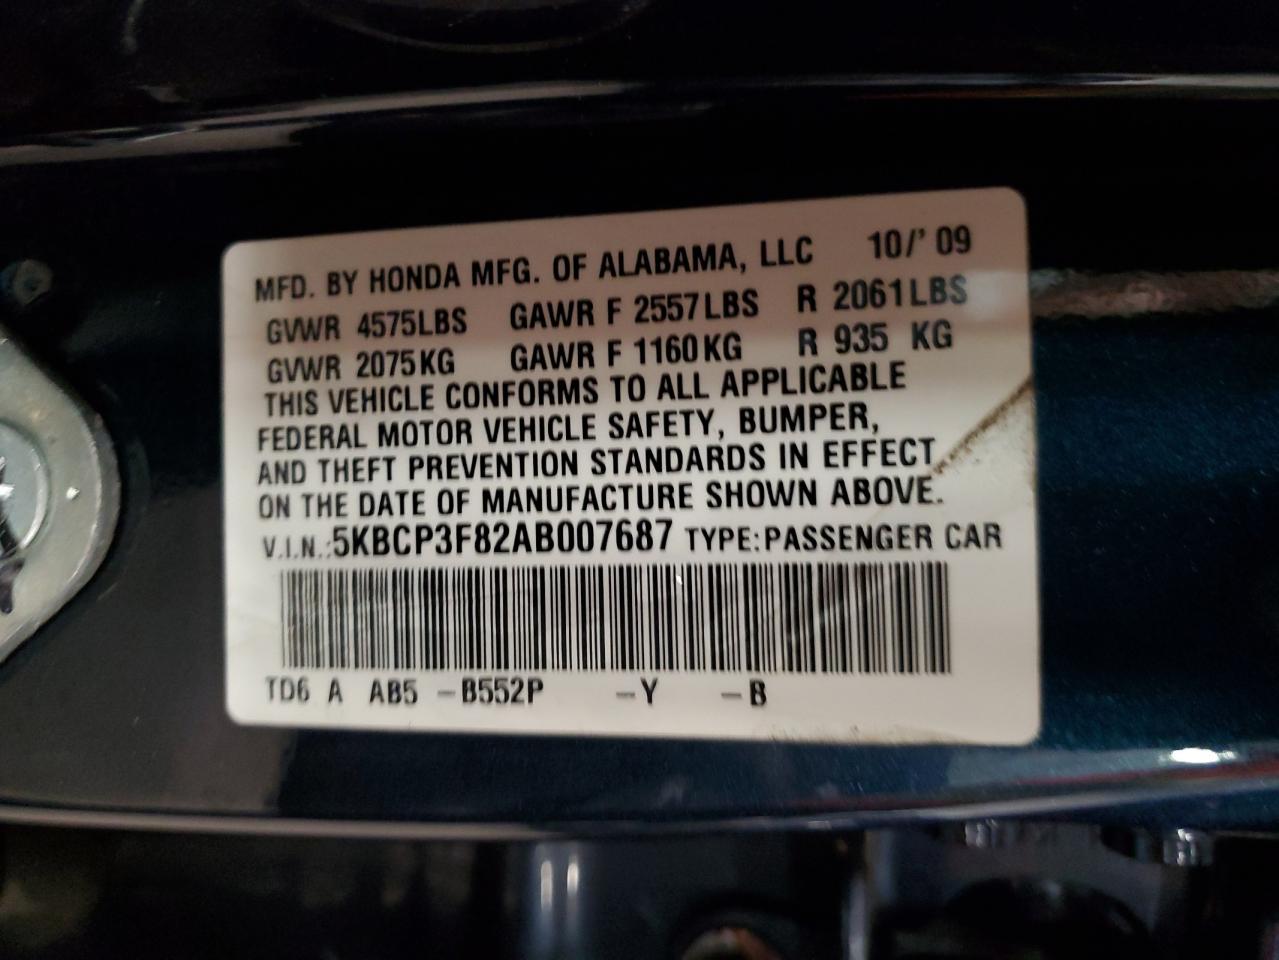 MFD. BY HONDA MFG. OF ALABAMA, LLC 10/' 09
GVWR 4575LBS GAWR F 2557LBS R 2061LBS
GVWR 2075KG GAWR F 1160KG R 935 KG
THIS VEHICLE CONFORMS TO ALL APPLICABLE
FEDERAL MOTOR VEHICLE SAFETY, BUMPER,
AND THEFT PREVENTION STANDARDS IN EFFECT
ON THE DATE OF MANUFACTURE SHOWN ABOVE.
V.I.N.:5KBCP3F82AB007687 TYPE:PASSENGER CAR
TD6 A AB5 -B552P -Y -B